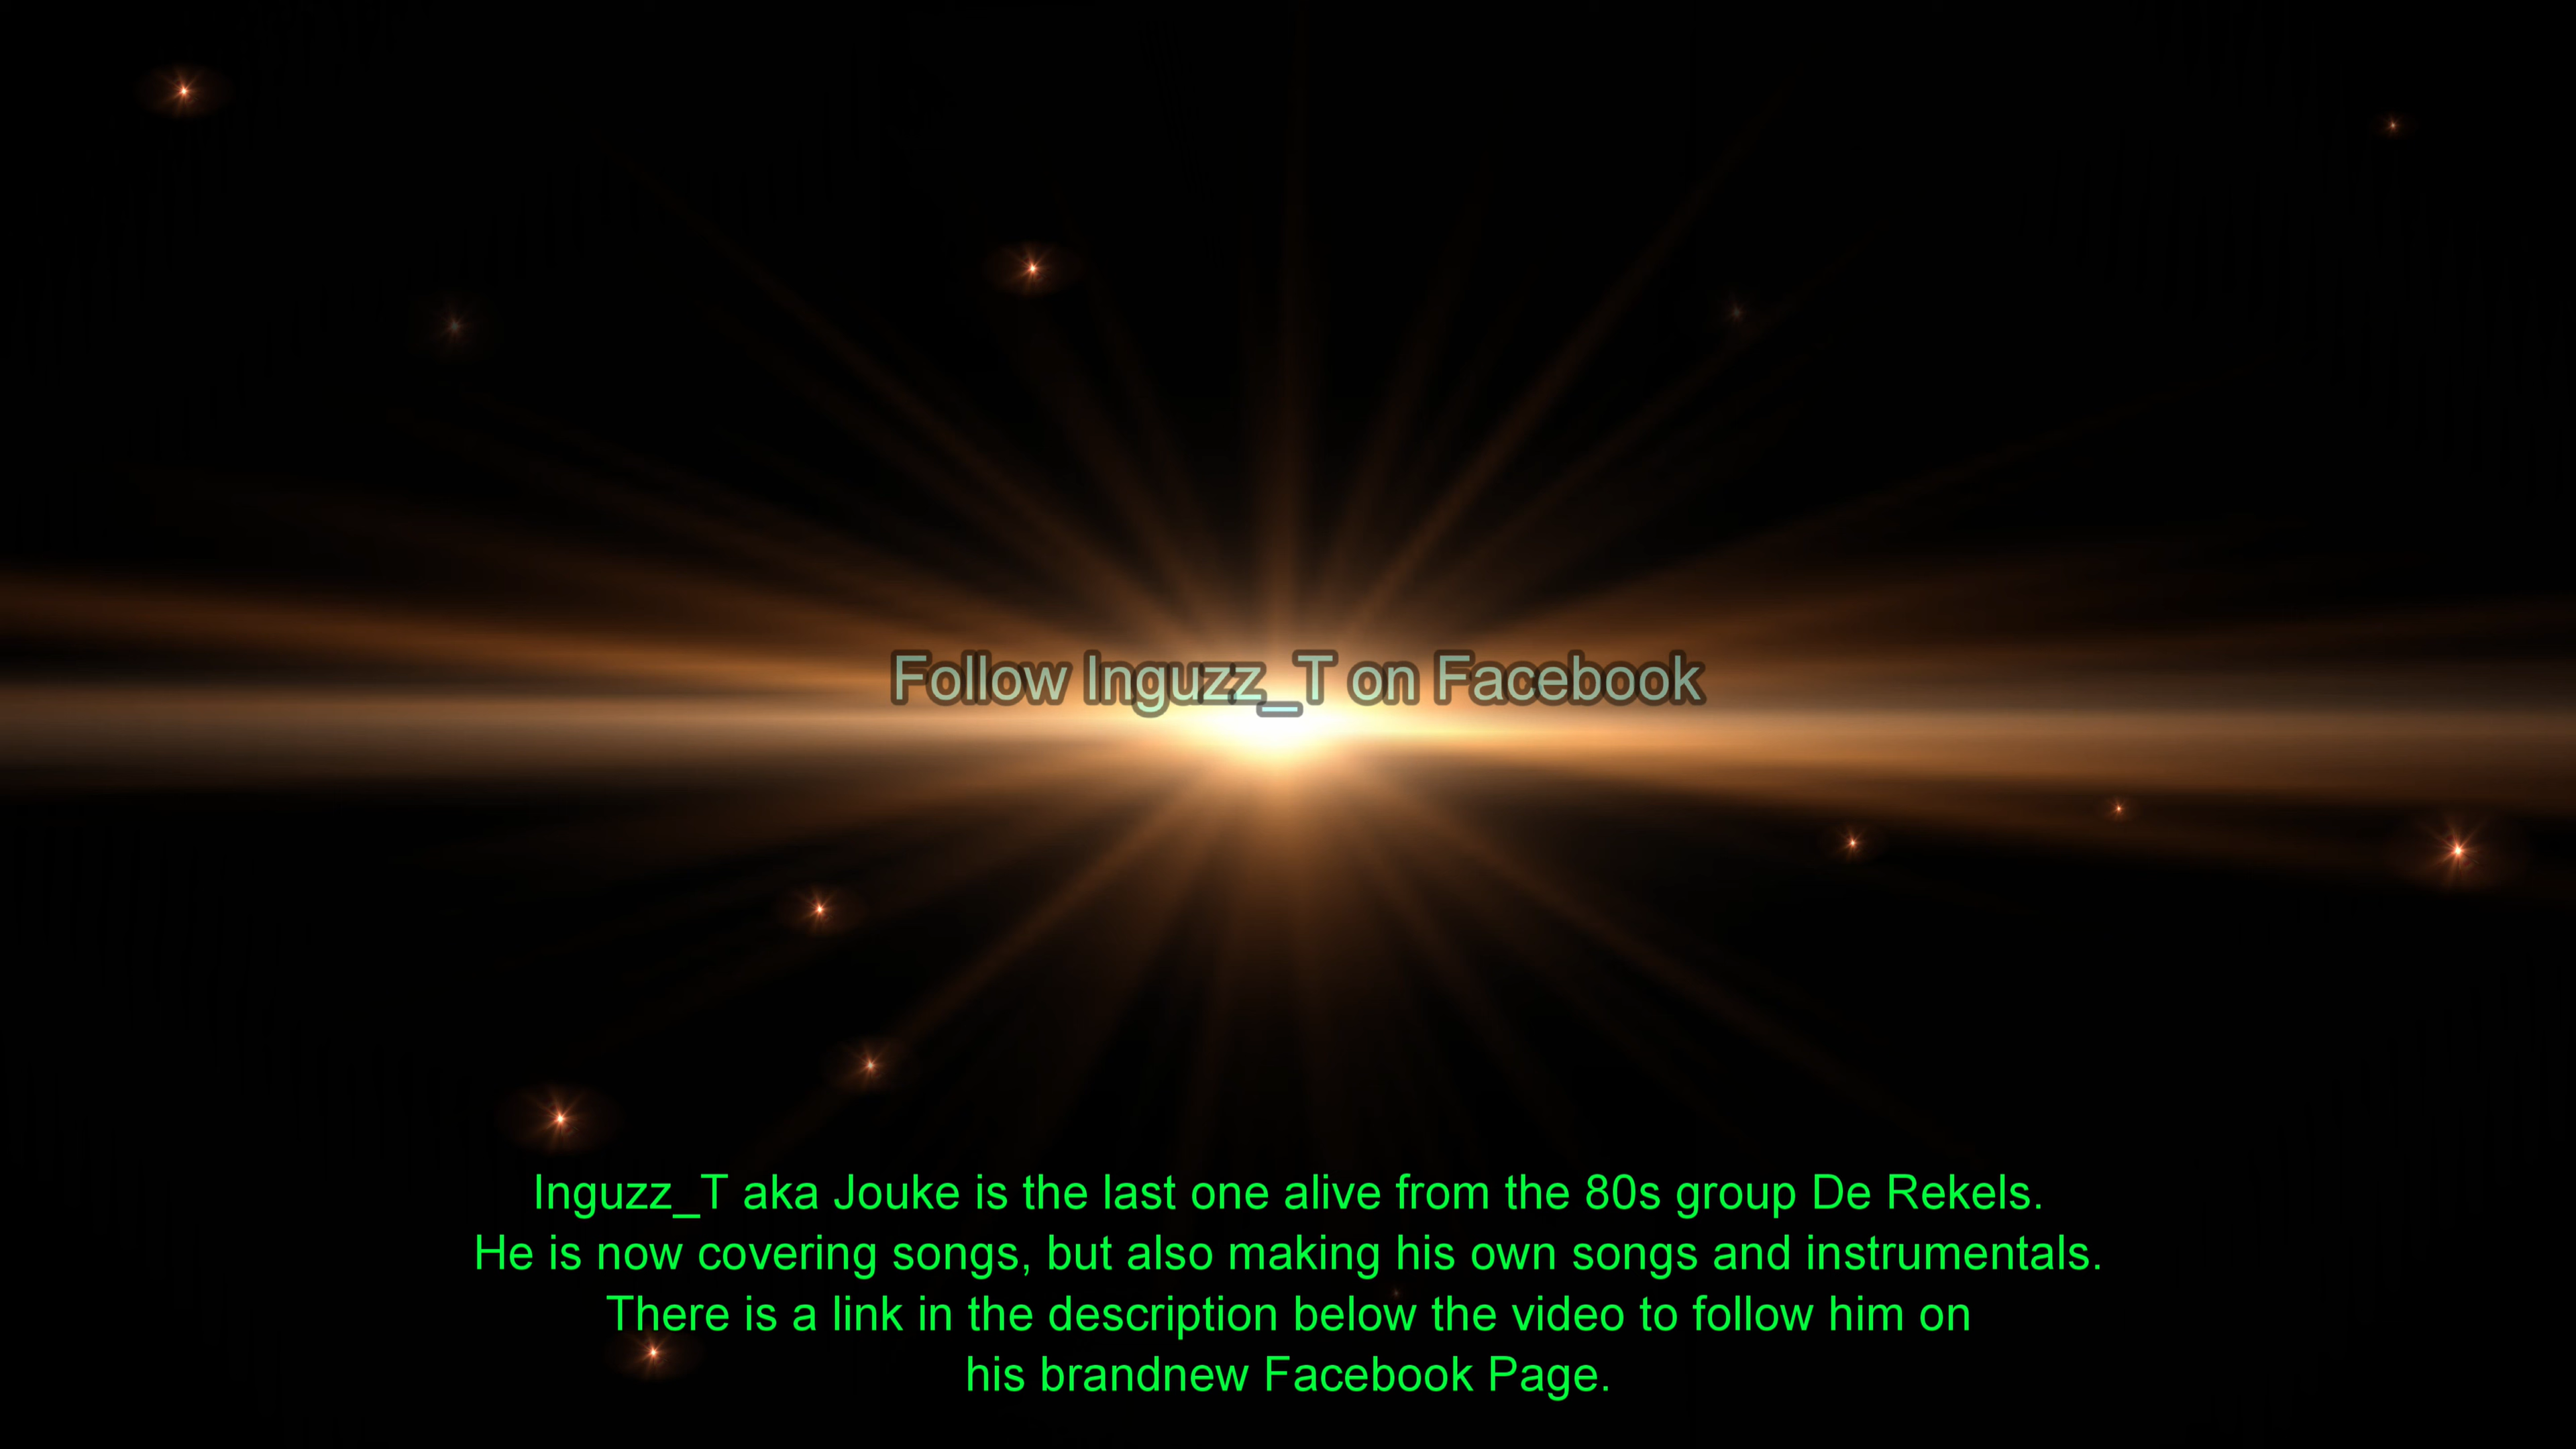 Follow Inguzz_T on Facebook
Inguzz_T aka Jouke is the last one alive from the 80s group De Rekels.
He is now covering songs, but also making his own songs and instrumentals.
There is a link in the description below the video to follow him on
his brandnew Facebook Page.